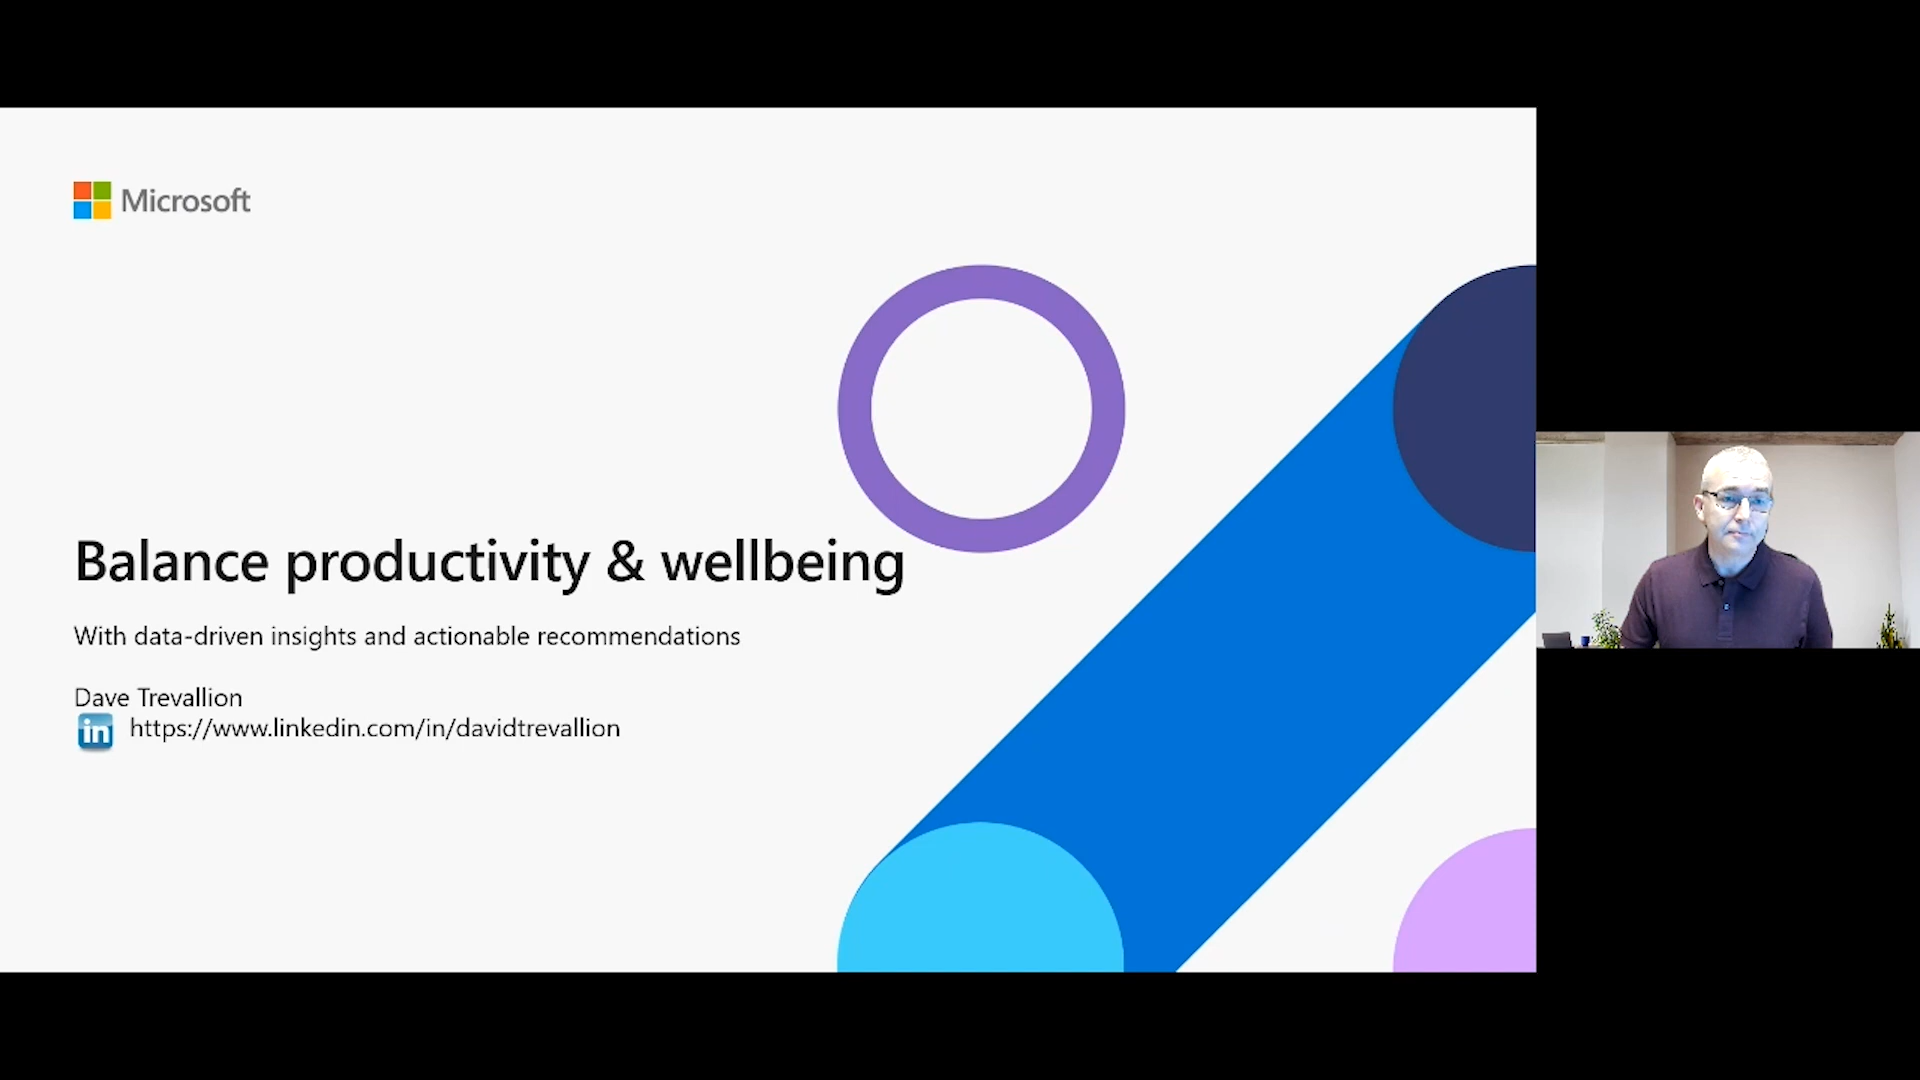 Microsoft
Balance productivity & wellbeing
With data-driven insights and actionable recommendations
Dave Trevallion
in https://www.linkedin.com/in/davidtrevallion